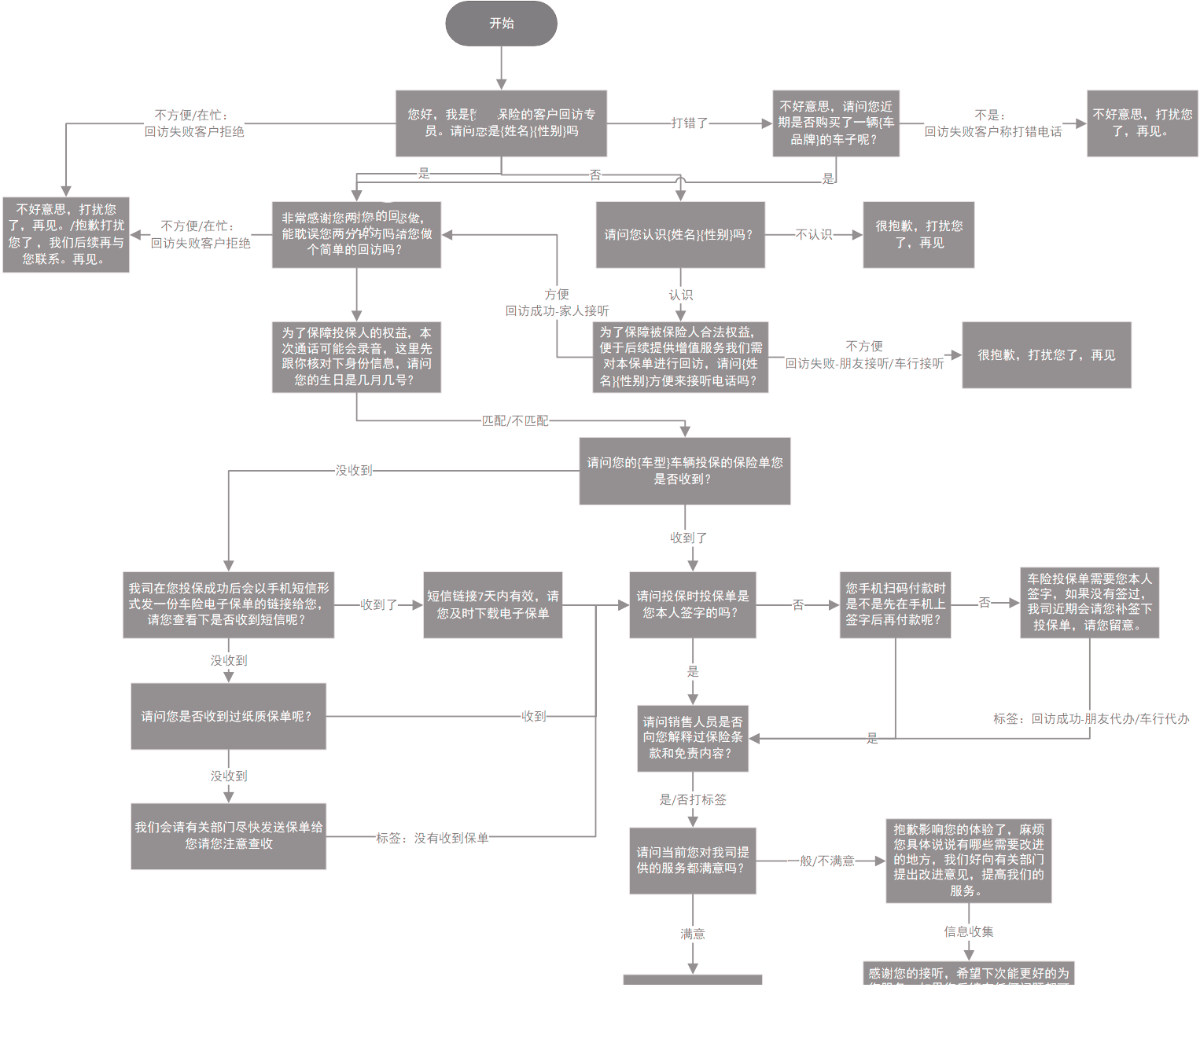 开始
不方便/在忙：
回访失败客户拒绝
您好，我是
保险的客户回访专
员。请问您是{姓名}{性别}吗
打错了
不好意思，请问您近
期是否购买了一辆{车
品牌}的车子呢？
不是：
回访失败客户称打错电话
不好意思，打扰您
了，再见。
是
否
是
不好意思，打扰您
了，再见。/抱歉打扰
您了，我们后续再与
您联系。再见。
不方便/在忙：
回访失败客户拒绝
非常感谢您
能耽误您两分
您做
个简单的回访吗？
请问您认识{姓名}{性别}吗？
不认识
很抱歉，打扰您
了，再见
方便
回访成功-家人接听
认识
为了保障投保人的权益，本
次通话可能会录音，这里先
跟你核对下身份信息，请问
您的生日是几月几号？
为了保障被保险人合法权益，
便于后续提供增值服务我们需
对本保单进行回访，请问{姓
名}{性别}方便来接听电话吗？
不方便
回访失败-朋友接听/车行接听
很抱歉，打扰您了，再见
匹配/不匹配
请问您的{车型}车辆投保的保险单您
是否收到？
没收到
收到了
我司在您投保成功后会以手机短信形
式发一份车险电子保单的链接给您，
请您查看下是否收到短信呢？
收到了
短信链接7天内有效，请
您及时下载电子保单
请问投保时投保单是
您本人签字的吗？
否
您手机扫码付款时
是不是先在手机上
签字后再付款呢？
否
车险投保单需要您本人
签字，如果没有签过，
我司近期会请您补签下
投保单，请您留意。
没收到
是
请问您是否收到过纸质保单呢？
收到
请问销售人员是否
向您解释过保险条
款和免责内容？
是
标签：回访成功-朋友代办/车行代办
没收到
是/否打标签
我们会请有关部门尽快发送保单给
您请您注意查收
标签：没有收到保单
请问当前您对我司提
供的服务都满意吗？
一般/不满意
抱歉影响您的体验了，麻烦
您具体说说有哪些需要改进
的地方，我们好向有关部门
提出改进意见，提高我们的
服务。
满意
信息收集
感谢您的接听，希望下次能更好的为